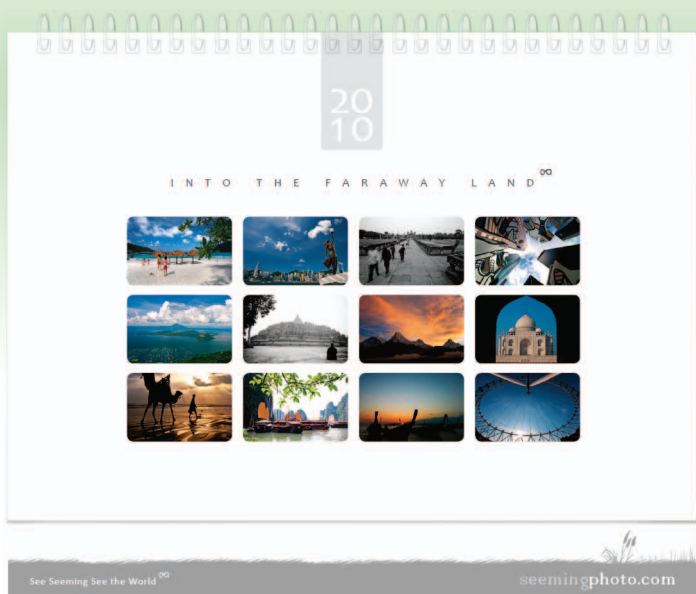 20
10
INTO THE FARAWAY LAND
See Seeming See the World
seemingphoto.com